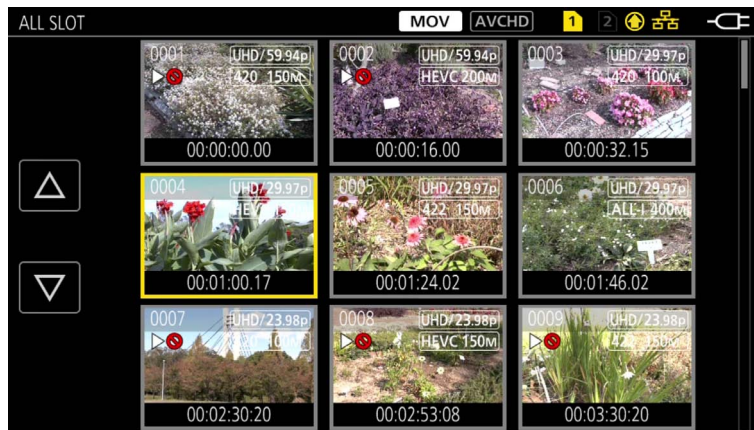 ALL SLOT MOV AVCHD 1 2
0001 UHD/59.94p
420 150M
00:00:00.00
0002 UHD/59.94p
HEVC 200M
00:00:16.00
0003 UHD/29.97p
420 100M
00:00:32.15
0004 UHD/29.97p
00:01:00.17
0005 UHD/29.97p
422 150M
00:01:24.02
0006 UHD/29.97p
ALL-I 400M
00:01:46.02
0007 UHD/23.98p
00:02:30:20
0008 UHD/23.98p
HEVC 150M
00:02:53:08
0009 UHD/23.98p
00:03:30:20